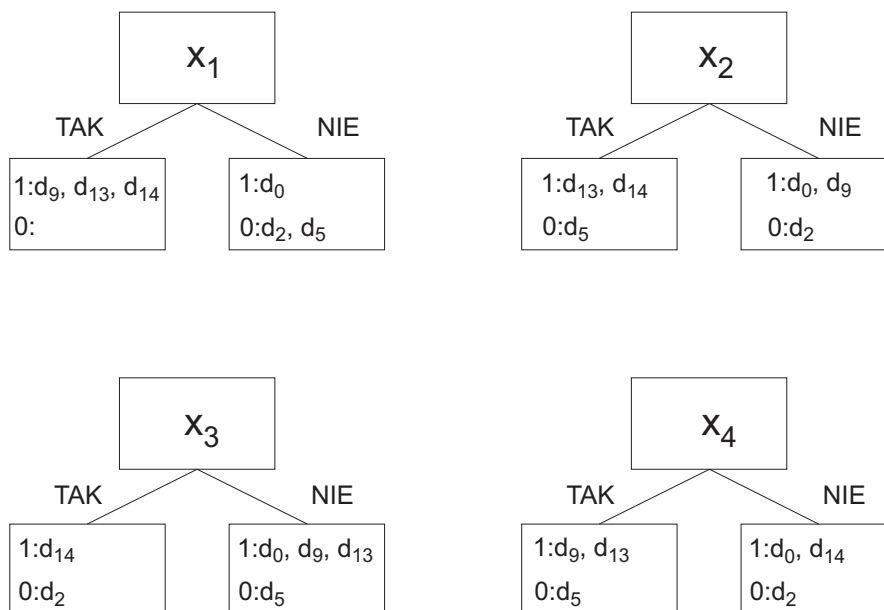 x₁
TAK NIE
1:d₉, d₁₃, d₁₄
0:
1:d₀
0:d₂, d₅
x₂
TAK NIE
1:d₁₃, d₁₄
0:d₅
1:d₀, d₉
0:d₂
x₃
TAK NIE
1:d₁₄
0:d₂
1:d₀, d₉, d₁₃
0:d₅
x₄
TAK NIE
1:d₉, d₁₃
0:d₅
1:d₀, d₁₄
0:d₂